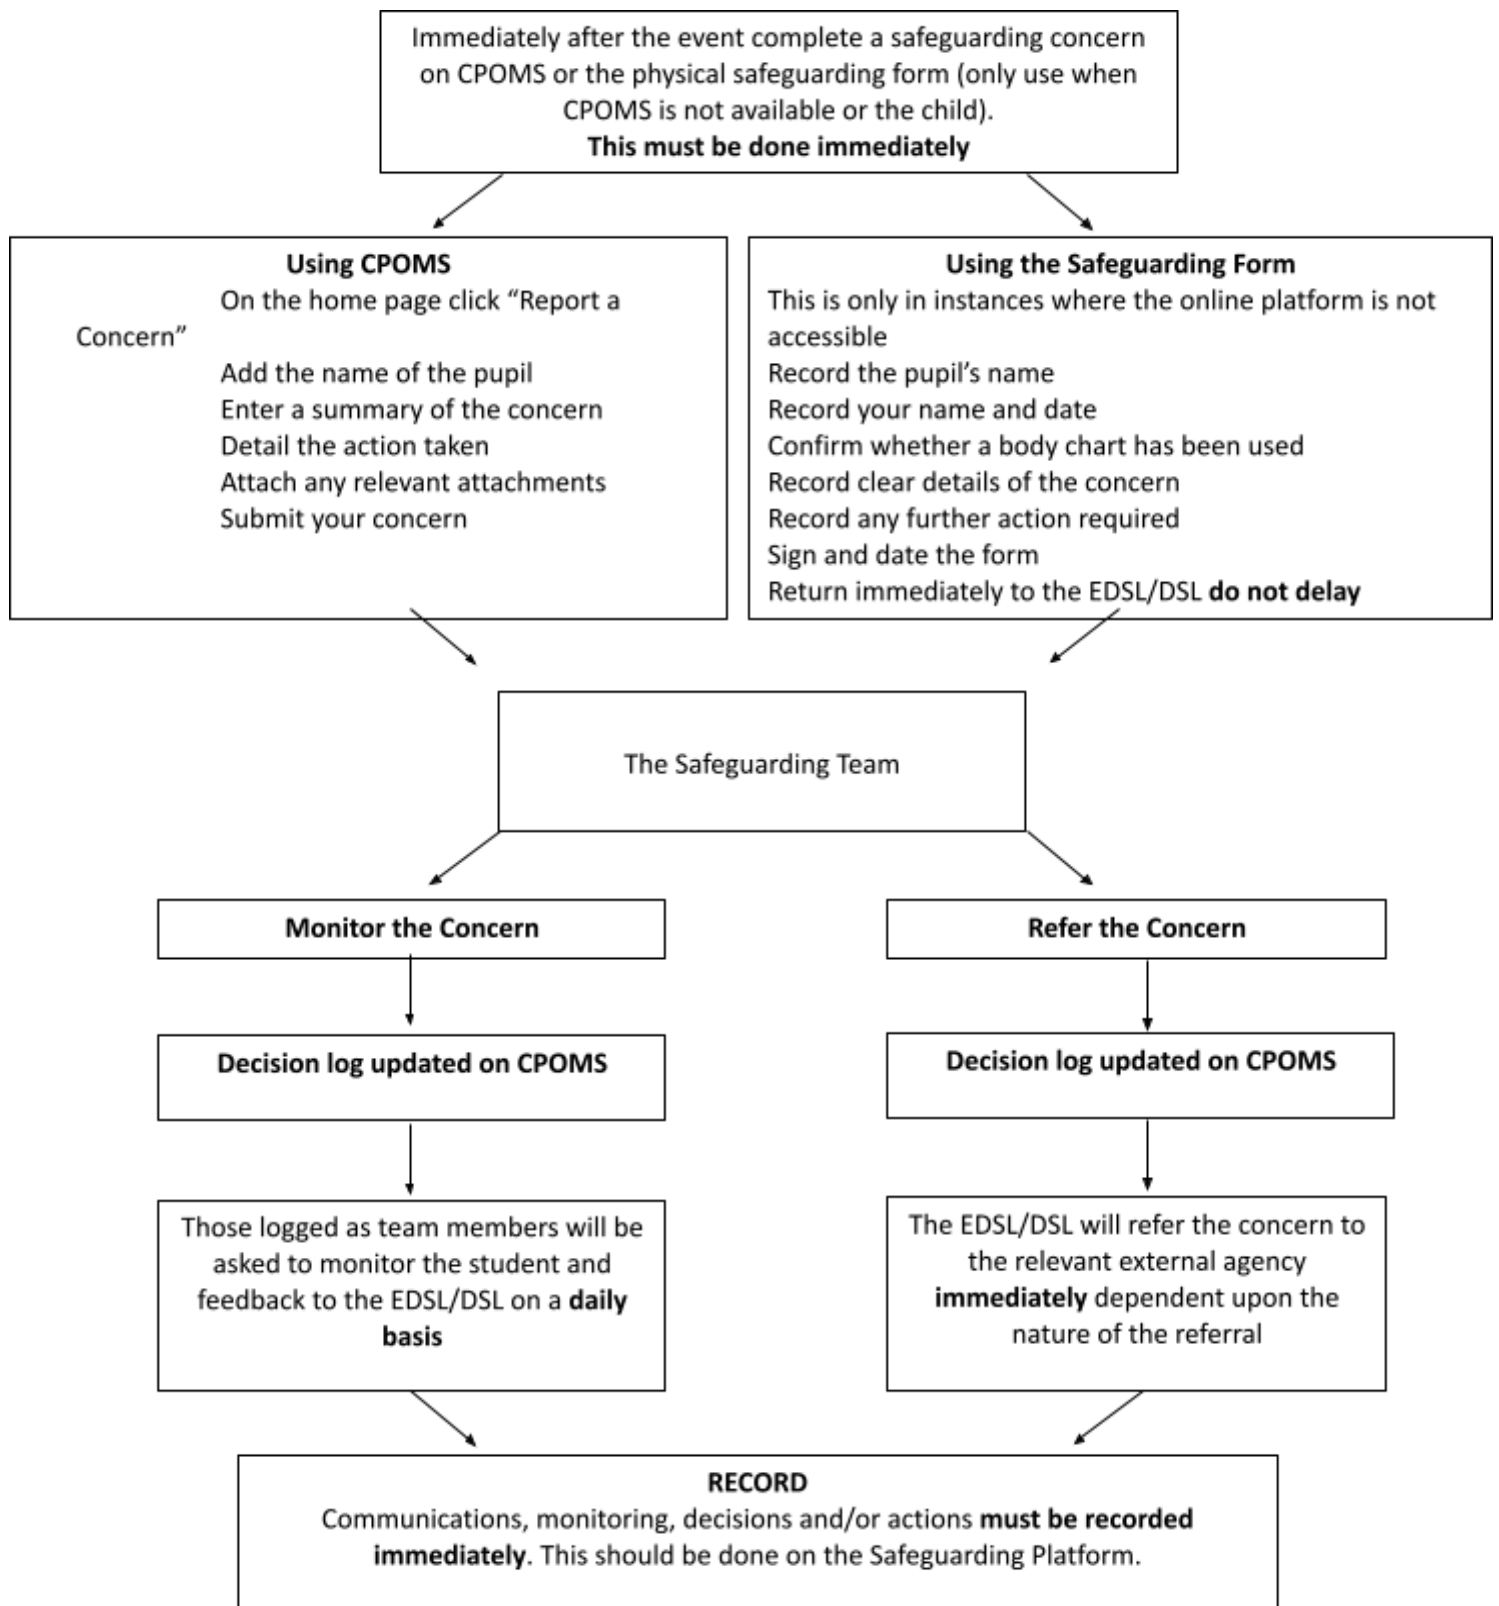 Immediately after the event complete a safeguarding concern
on CPOMS or the physical safeguarding form (only use when
CPOMS is not available or the child).
This must be done immediately
Using CPOMS
On the home page click “Report a
Concern”
Add the name of the pupil
Enter a summary of the concern
Detail the action taken
Attach any relevant attachments
Submit your concern
Using the Safeguarding Form
This is only in instances where the online platform is not
accessible
Record the pupil’s name
Record your name and date
Confirm whether a body chart has been used
Record clear details of the concern
Record any further action required
Sign and date the form
Return immediately to the EDSL/DSL do not delay
The Safeguarding Team
Monitor the Concern
Refer the Concern
Decision log updated on CPOMS
Decision log updated on CPOMS
Those logged as team members will be
asked to monitor the student and
feedback to the EDSL/DSL on a daily
basis
The EDSL/DSL will refer the concern to
the relevant external agency
immediately dependent upon the
nature of the referral
RECORD
Communications, monitoring, decisions and/or actions must be recorded
immediately. This should be done on the Safeguarding Platform.